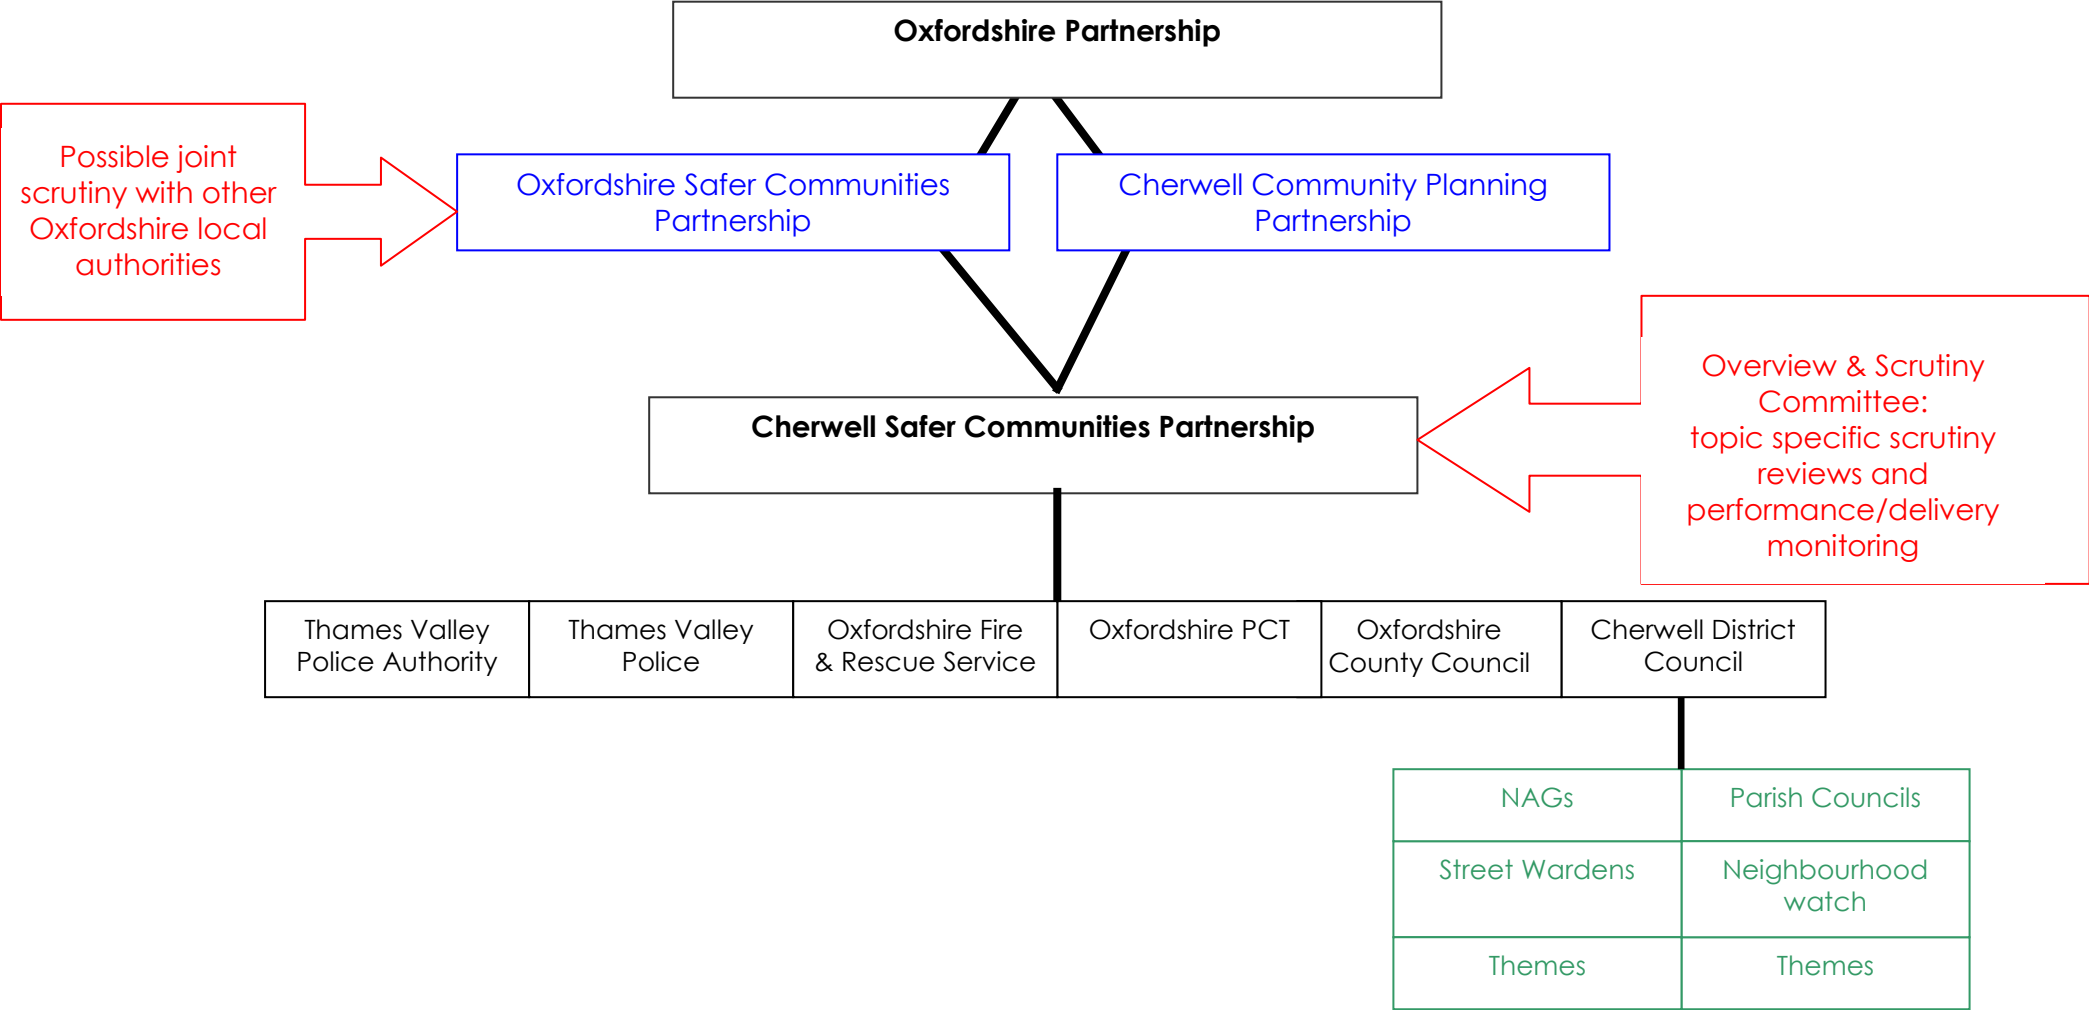 Oxfordshire Partnership
Possible joint
scrutiny with other
Oxfordshire local
authorities
Oxfordshire Safer Communities
Partnership
Cherwell Community Planning
Partnership
Overview & Scrutiny
Committee:
topic specific scrutiny
reviews and
performance/delivery
monitoring
Cherwell Safer Communities Partnership
Thames Valley
Police Authority
Thames Valley
Police
Oxfordshire Fire
& Rescue Service
Oxfordshire PCT
Oxfordshire
County Council
Cherwell District
Council
NAGs
Parish Councils
Street Wardens
Neighbourhood
watch
Themes
Themes